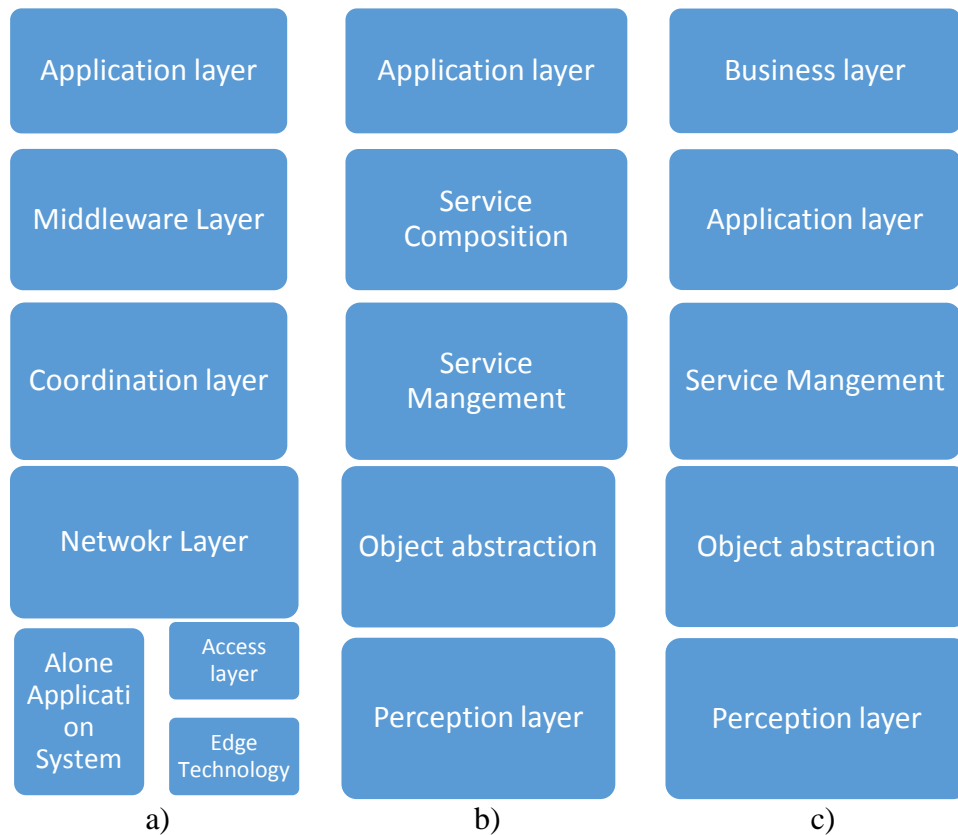 Application layer
Middleware Layer
Coordination layer
Netwokr Layer
Alone
Applicati
on
System
Access
layer
Edge
Technology
a)
Application layer
Service
Composition
Service
Mangement
Object abstraction
Perception layer
b)
Business layer
Application layer
Service Mangement
Object abstraction
Perception layer
c)